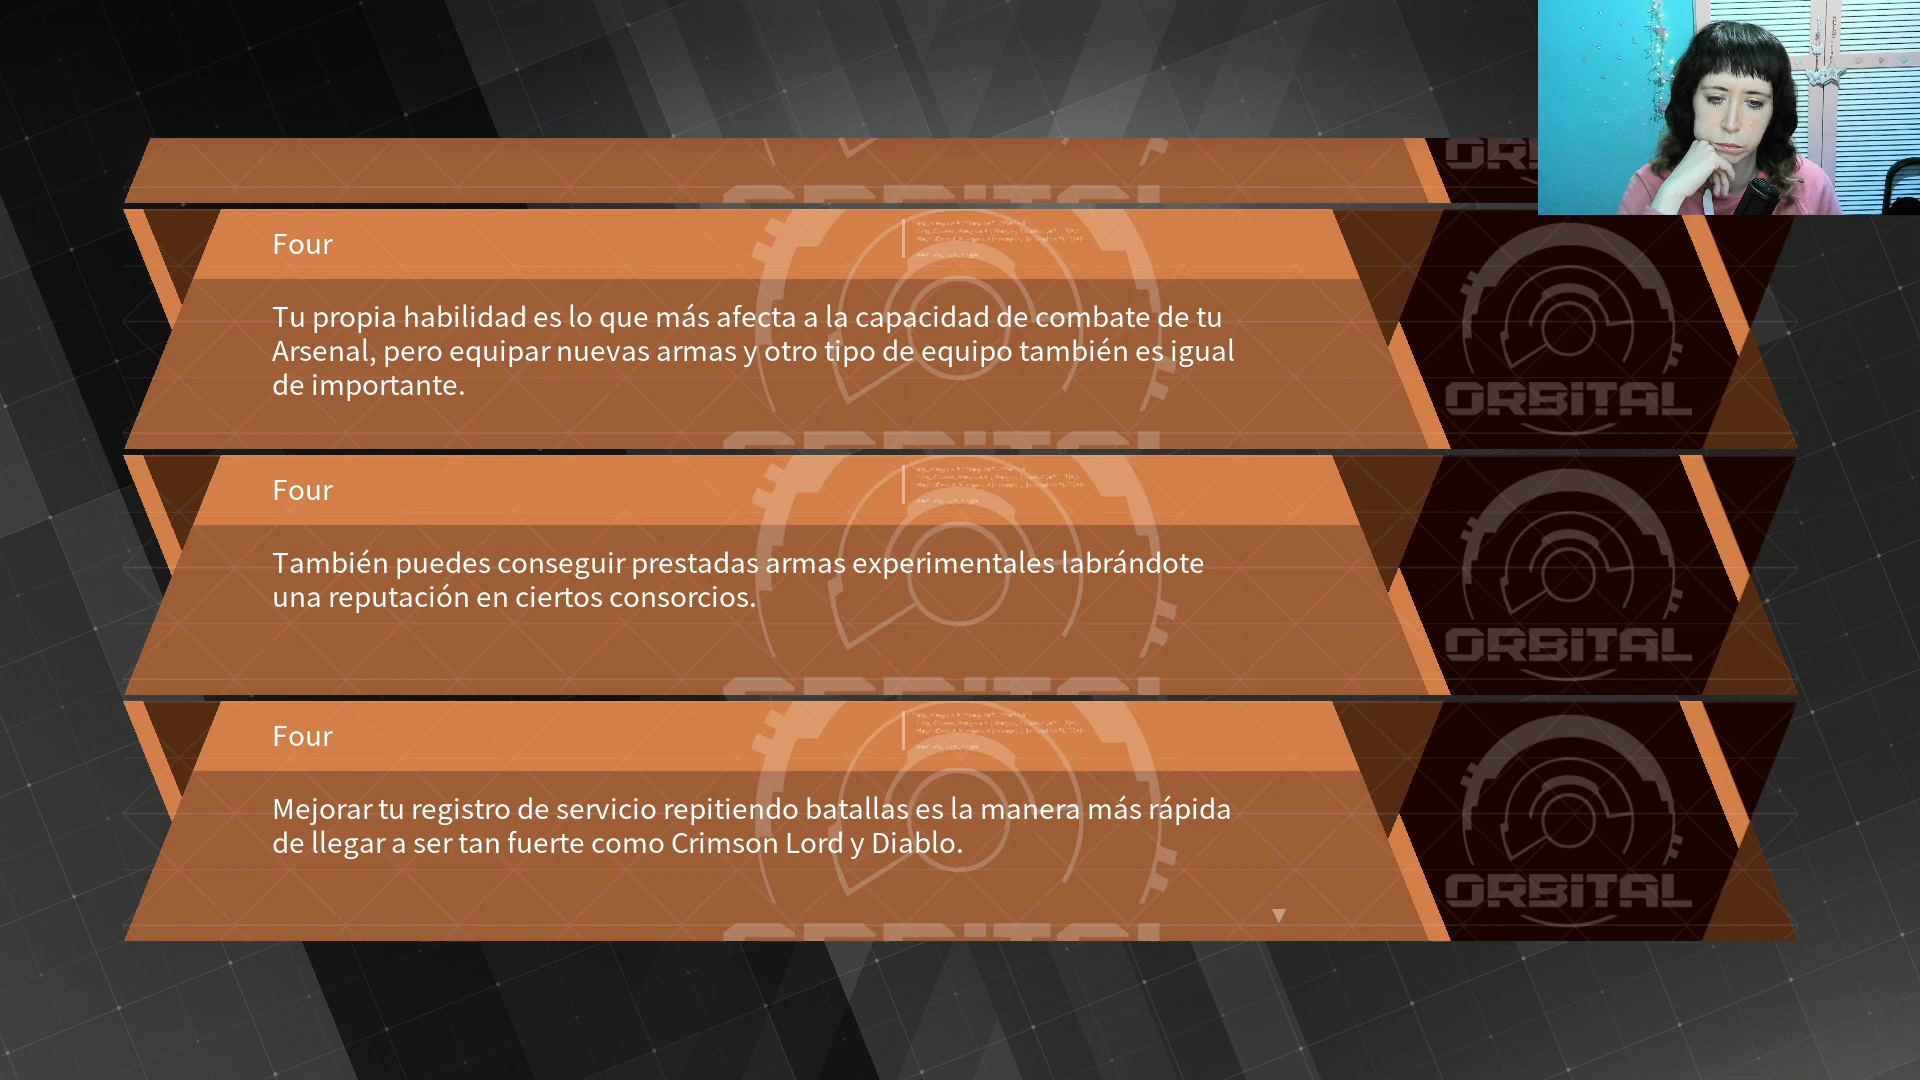 Four
Tu propia habilidad es lo que más afecta a la capacidad de combate de tu
Arsenal, pero equipar nuevas armas y otro tipo de equipo también es igual
de importante.
ORBITAL
Four
También puedes conseguir prestadas armas experimentales labrándote
una reputación en ciertos consorcios.
ORBITAL
Four
Mejorar tu registro de servicio repitiendo batallas es la manera más rápida
de llegar a ser tan fuerte como Crimson Lord y Diablo.
ORBITAL